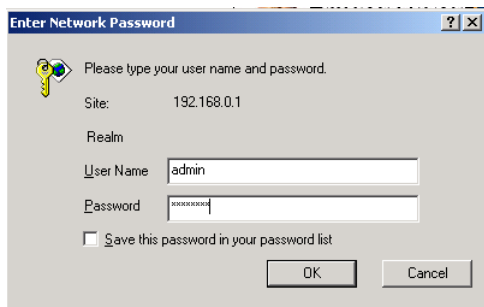 Enter Network Password
Please type your user name and password.
Site: 192.168.0.1
Realm
User Name admin
Password xxxxxxxx
Save this password in your password list
OK Cancel